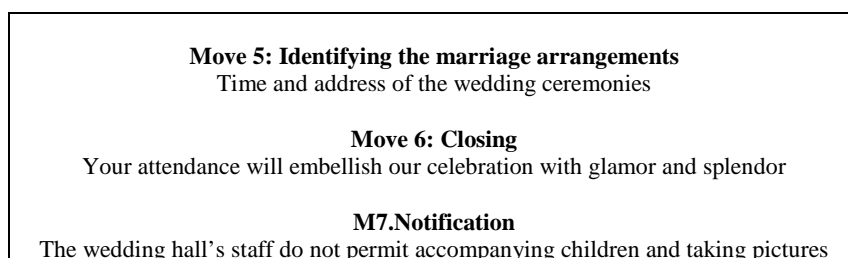 Move 5: Identifying the marriage arrangements
Time and address of the wedding ceremonies
Move 6: Closing
Your attendance will embellish our celebration with glamor and splendor
M7.Notification
The wedding hall's staff do not permit accompanying children and taking pictures